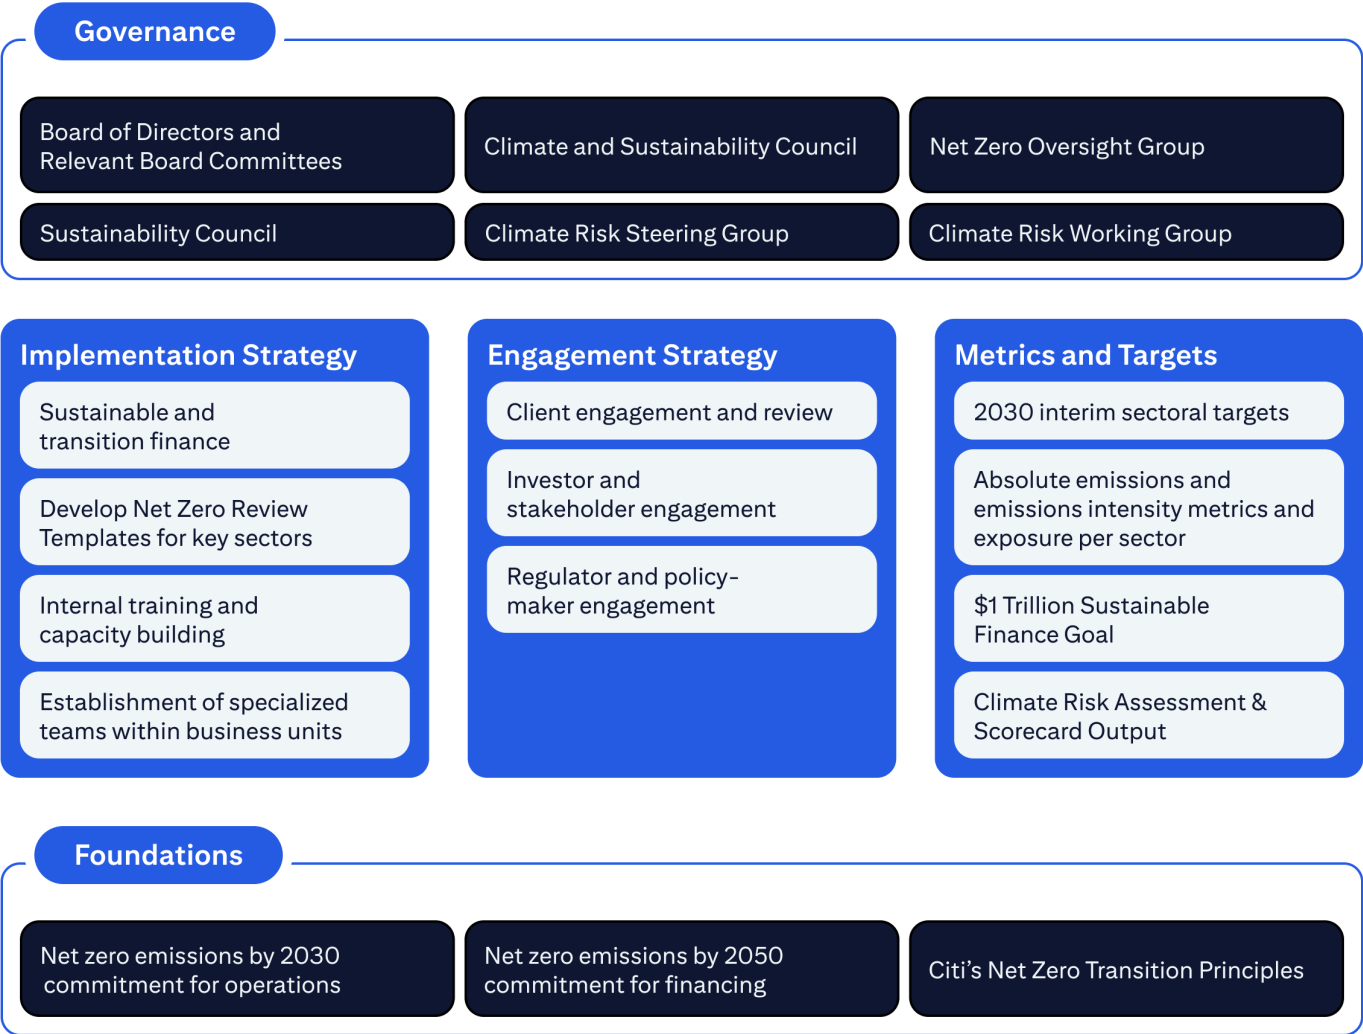 Governance
Board of Directors and
Relevant Board Committees
Climate and Sustainability Council
Net Zero Oversight Group
Sustainability Council
Climate Risk Steering Group
Climate Risk Working Group
Implementation Strategy
Sustainable and
transition finance
Develop Net Zero Review
Templates for key sectors
Internal training and
capacity building
Establishment of specialized
teams within business units
Engagement Strategy
Client engagement and review
Investor and
stakeholder engagement
Regulator and policy-
maker engagement
Metrics and Targets
2030 interim sectoral targets
Absolute emissions and
emissions intensity metrics and
exposure per sector
$1 Trillion Sustainable
Finance Goal
Climate Risk Assessment &
Scorecard Output
Foundations
Net zero emissions by 2030
commitment for operations
Net zero emissions by 2050
commitment for financing
Citi’s Net Zero Transition Principles